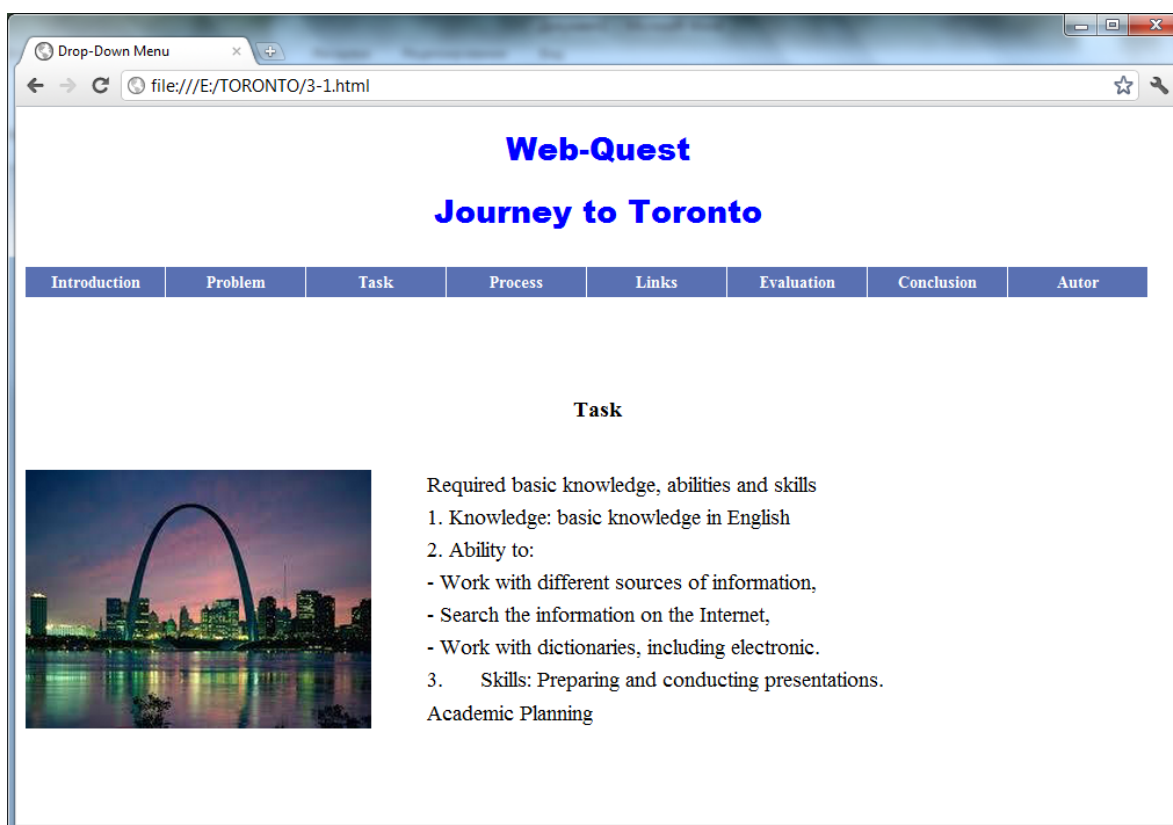 Drop-Down Menu
file:///E:/TORONTO/3-1.html
Web-Quest
Journey to Toronto
Introduction Problem Task Process Links Evaluation Conclusion Autor
Task
Required basic knowledge, abilities and skills
1. Knowledge: basic knowledge in English
2. Ability to:
- Work with different sources of information,
- Search the information on the Internet,
- Work with dictionaries, including electronic.
3. Skills: Preparing and conducting presentations.
Academic Planning